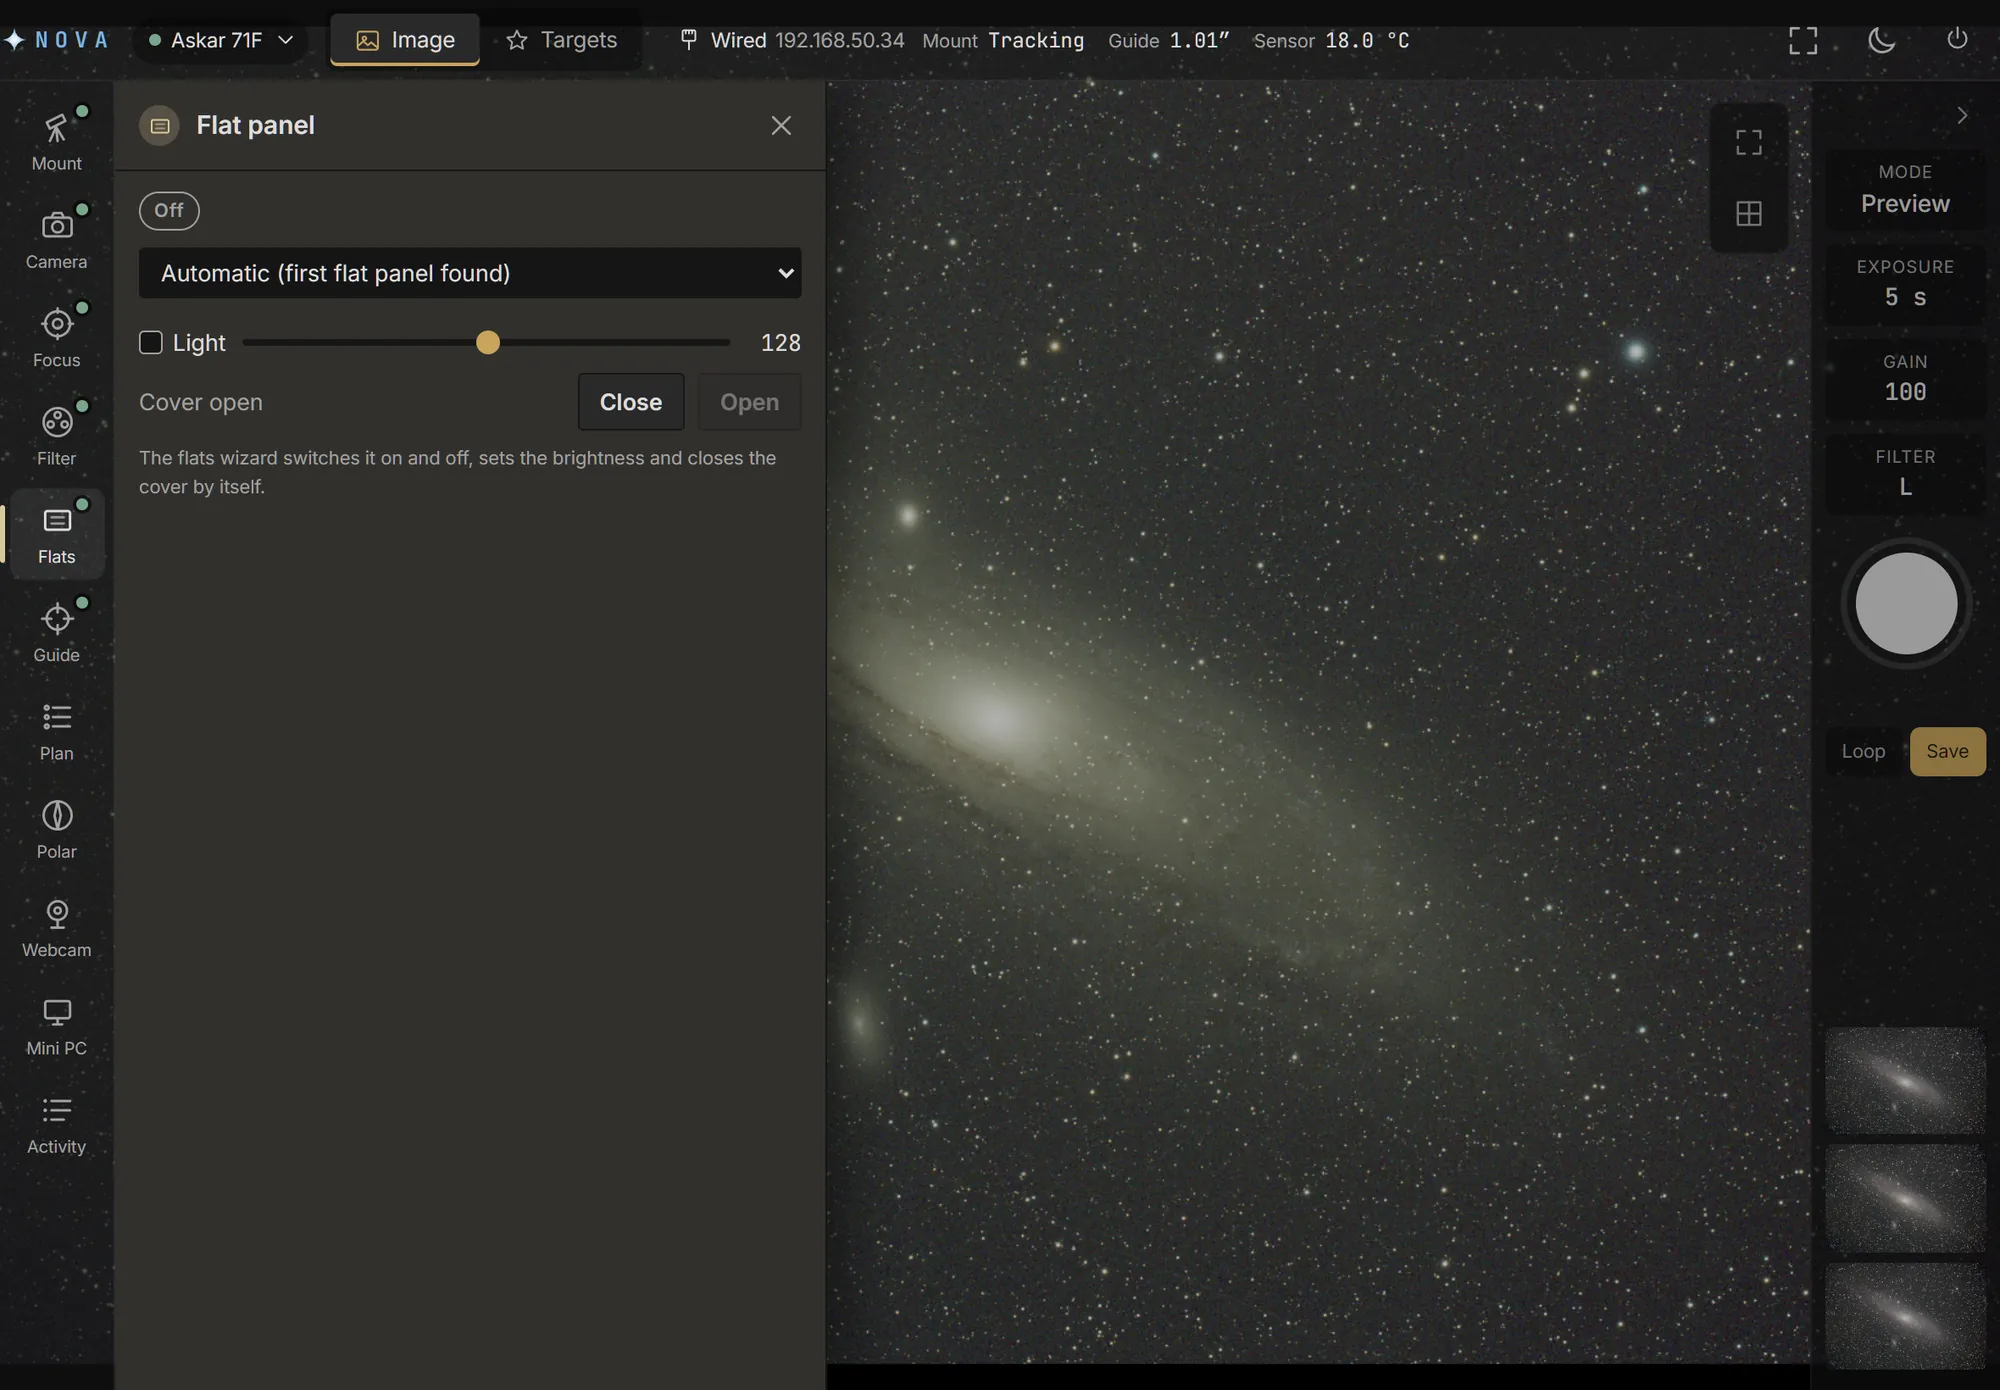 NOVA
Askar 71F
Image
Targets
Wired 192.168.50.34
Mount Tracking
Guide 1.01″
Sensor 18.0 °C
Mount
Camera
Focus
Filter
Flats
Guide
Plan
Polar
Webcam
Mini PC
Activity
Flat panel
Off
Automatic (first flat panel found)
Light
128
Cover open
Close
Open
The flats wizard switches it on and off, sets the brightness and closes the
cover by itself.
MODE
Preview
EXPOSURE
5 s
GAIN
100
FILTER
L
Loop
Save